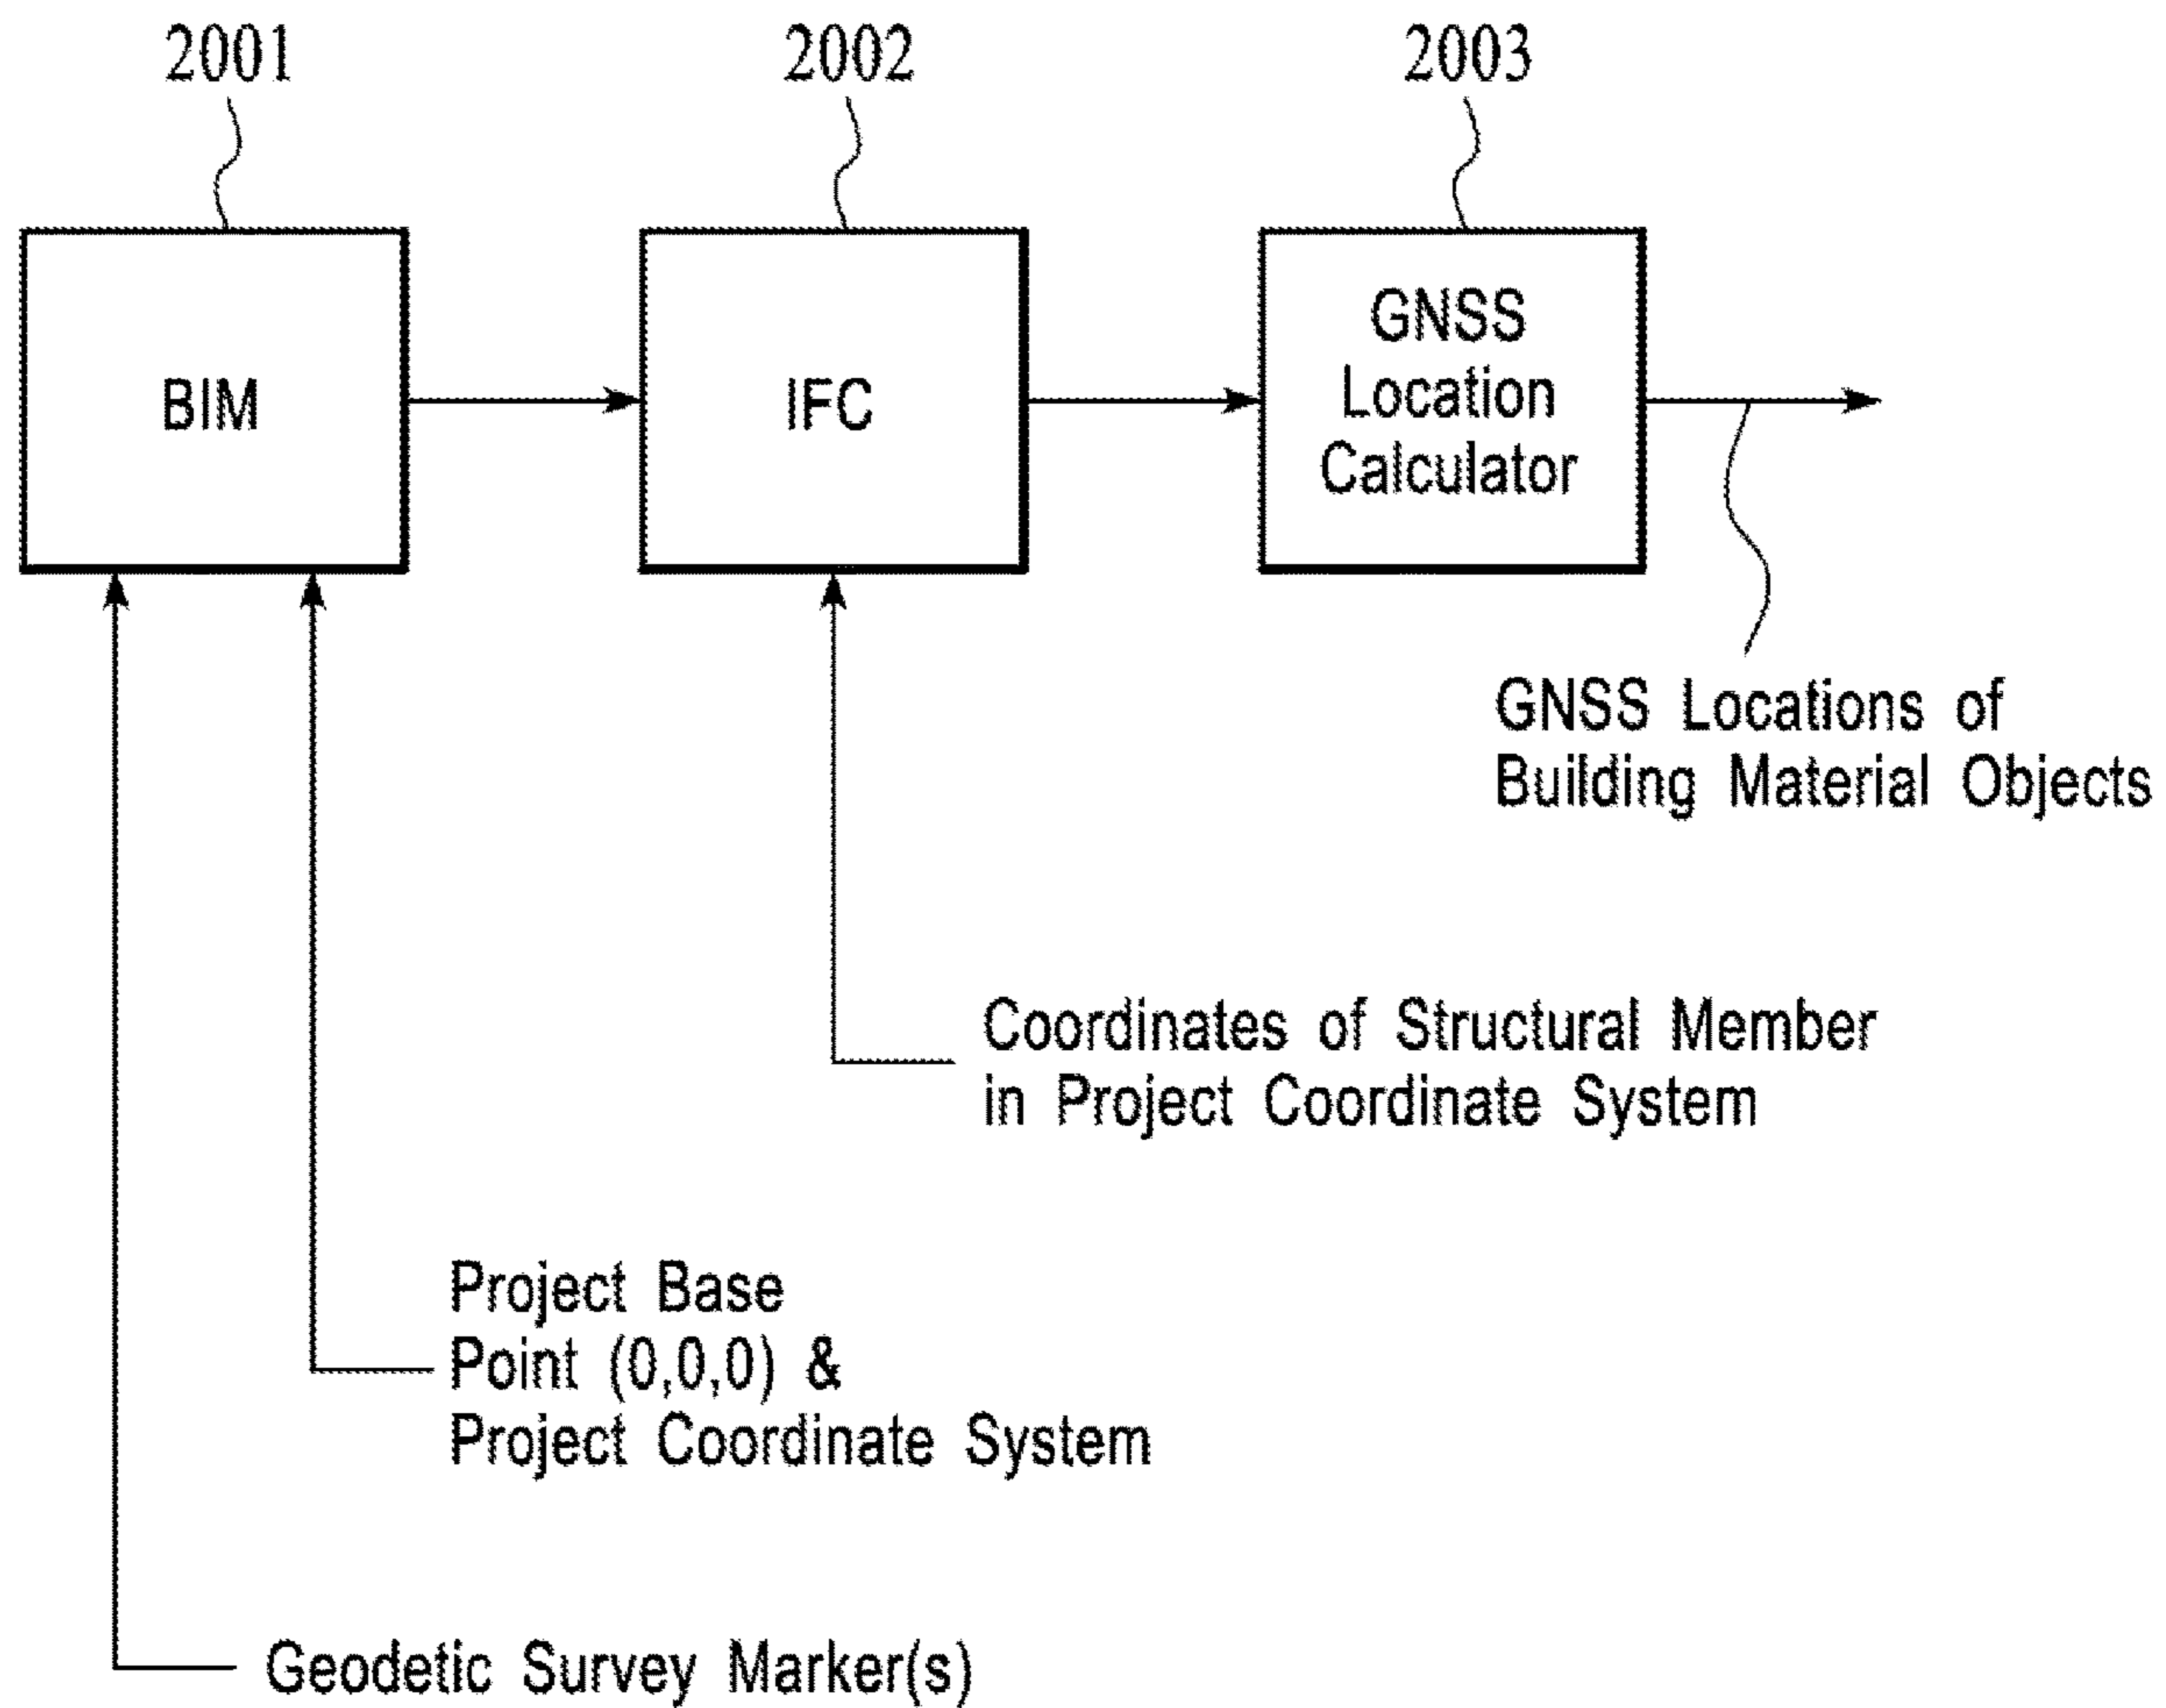 2001
2002
2003
BIM
IFC
GNSS
Location
Calculator
GNSS Locations of
Building Material Objects
Coordinates of Structural Member
in Project Coordinate System
Project Base
Point (0,0,0) &
Project Coordinate System
Geodetic Survey Marker(s)